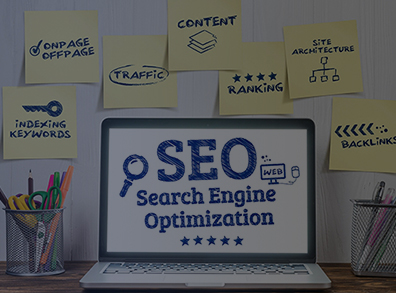 ONPAGE
OFFPAGE
TRAFFIC
CONTENT
RANKING
SITE
ARCHITECTURE
INDEXING
KEYWORDS
BACKLINKS
SEO
WEB
Search Engine
Optimization